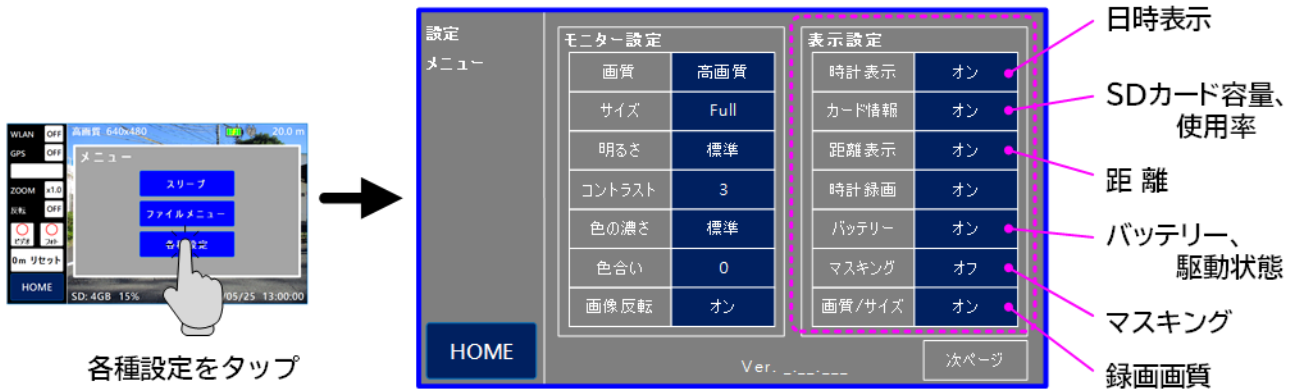 WLAN OFF
GPS OFF
ZOOM x1.0
反転 OFF
ビデオ フォト
0m リセット
HOME
高画質 640x480 20.0 m
メニュー
スリープ
ファイルメニュー
各種設定
SD: 4GB 15% /05/25 13:00:00
各種設定をタップ
設定
メニュー
HOME
モニター設定
画質 高画質
サイズ Full
明るさ 標準
コントラスト 3
色の濃さ 標準
色合い 0
画像反転 オン
表示設定
時計表示 オン
カード情報 オン
距離表示 オン
時計録画 オン
バッテリー オン
マスキング オフ
画質/サイズ オン
Ver. _.__.___
次ページ
日時表示
SDカード容量、
使用率
距 離
バッテリー、
駆動状態
マスキング
録画画質